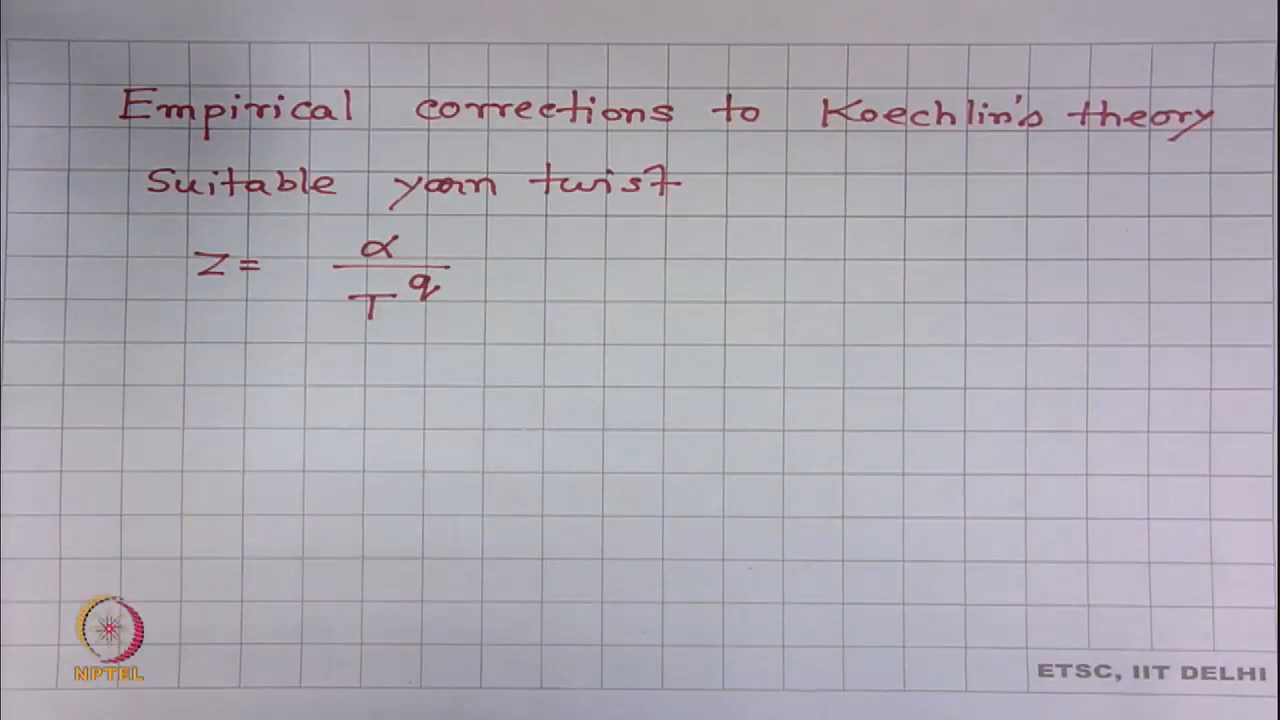 Empirical corrections to Koechlin's theory
Suitable yarn twist
Z = α / T^q
NPTEL
ETSC, IIT DELHI